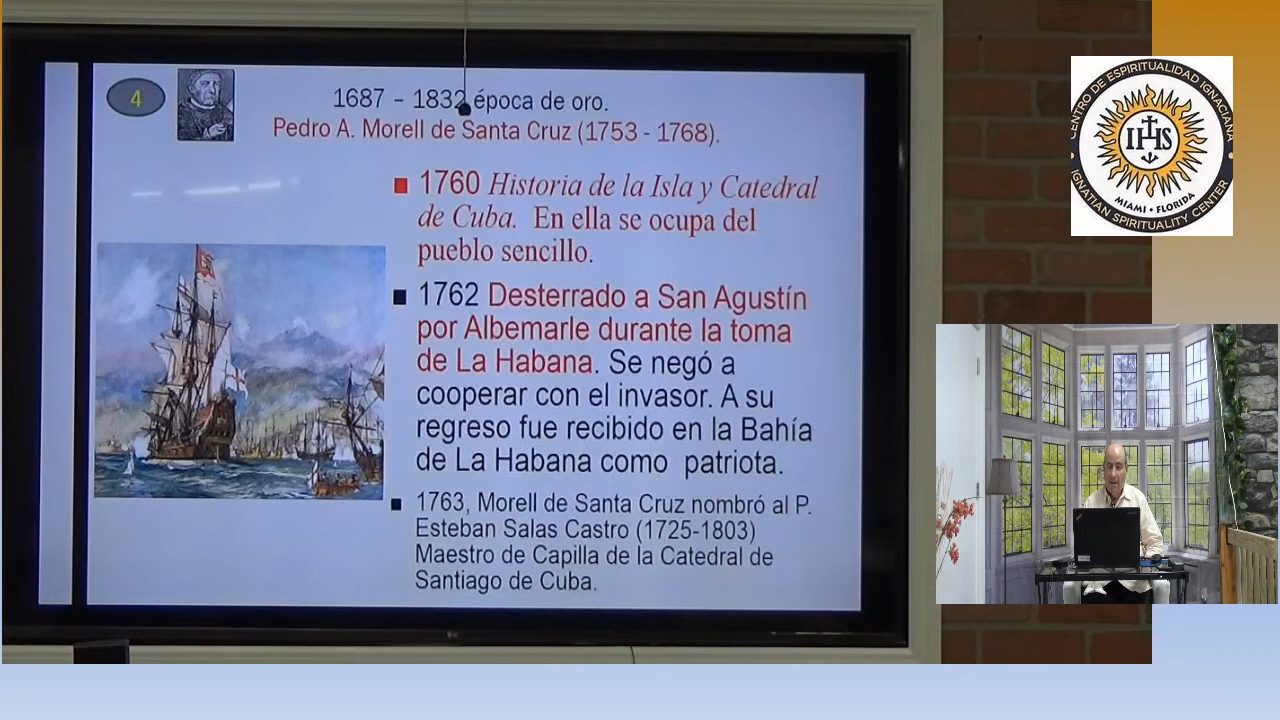 4
1687 – 1832 época de oro.
Pedro A. Morell de Santa Cruz (1753 - 1768).
1760 Historia de la Isla y Catedral
de Cuba. En ella se ocupa del
pueblo sencillo.
1762 Desterrado a San Agustín
por Albemarle durante la toma
de La Habana. Se negó a
cooperar con el invasor. A su
regreso fue recibido en la Bahía
de La Habana como patriota.
1763, Morell de Santa Cruz nombró al P.
Esteban Salas Castro (1725-1803)
Maestro de Capilla de la Catedral de
Santiago de Cuba.
CENTRO DE ESPIRITUALIDAD IGNACIANA
IHS
MIAMI • FLORIDA
IGNATIAN SPIRITUALITY CENTER
LG